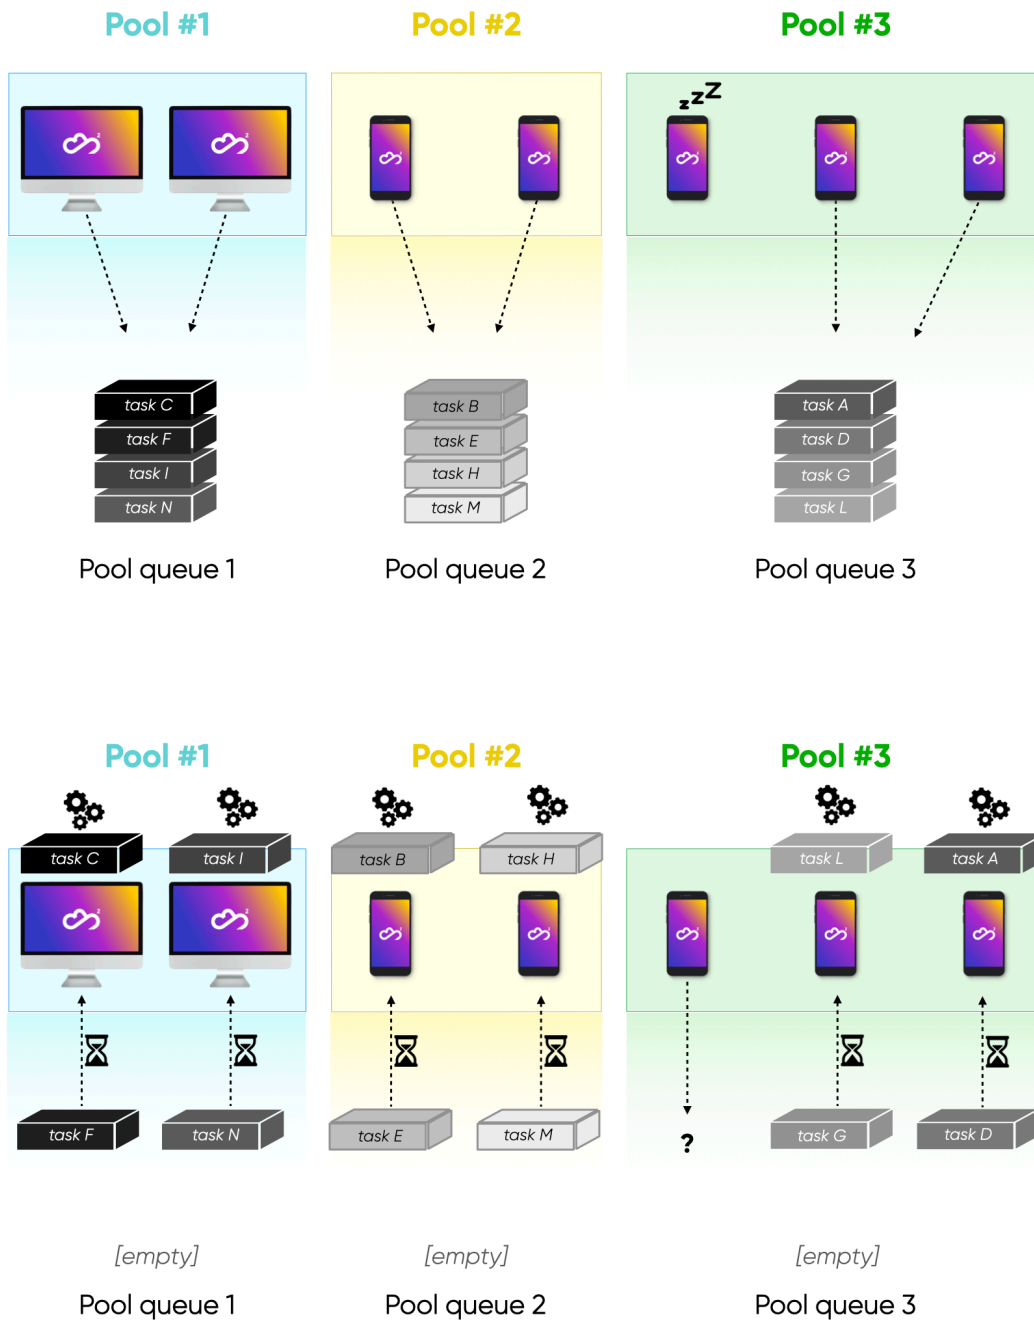 Pool #1 Pool #2 Pool #3
z z Z
task C task B task A
task F task E task D
task I task H task G
task N task M task L
Pool queue 1 Pool queue 2 Pool queue 3
Pool #1 Pool #2 Pool #3
task C task I task B task H task L task A
task F task N task E task M ? task G task D
[empty] [empty] [empty]
Pool queue 1 Pool queue 2 Pool queue 3